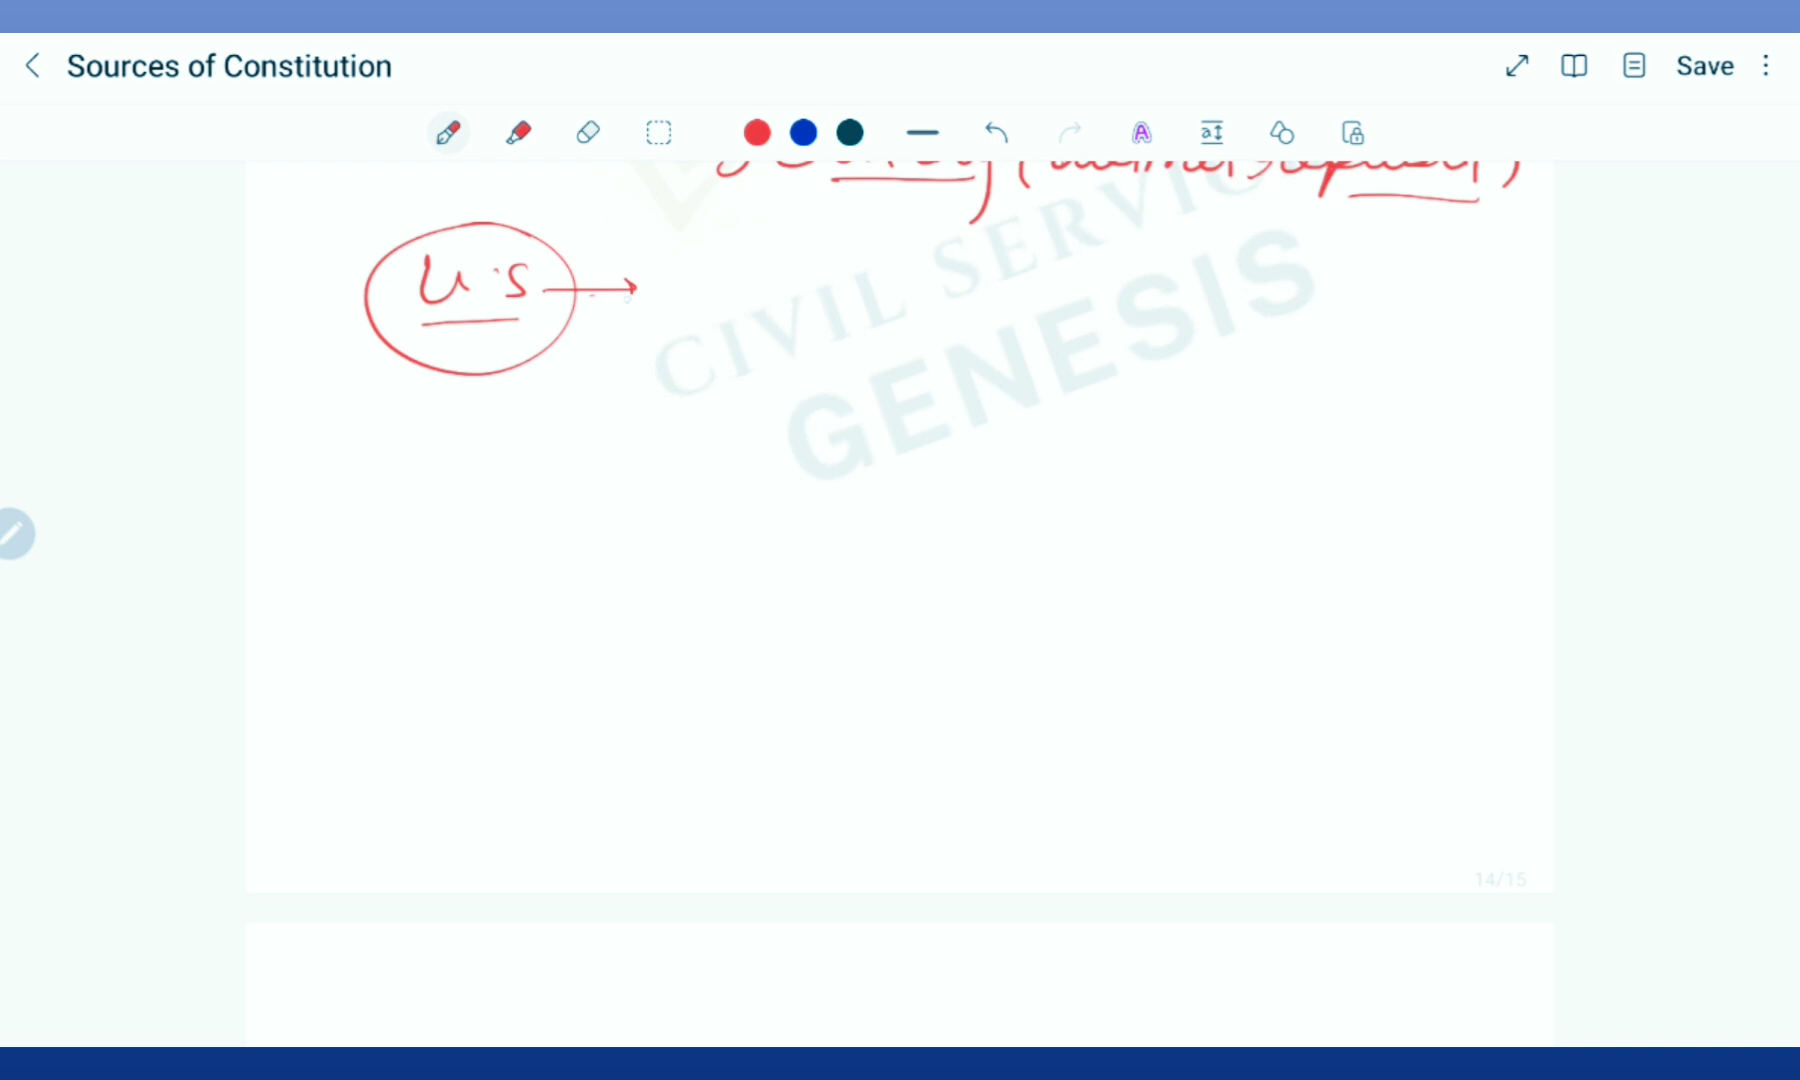 Sources of Constitution
Save
U.S →
CIVIL SERVIC
GENESIS
14/15